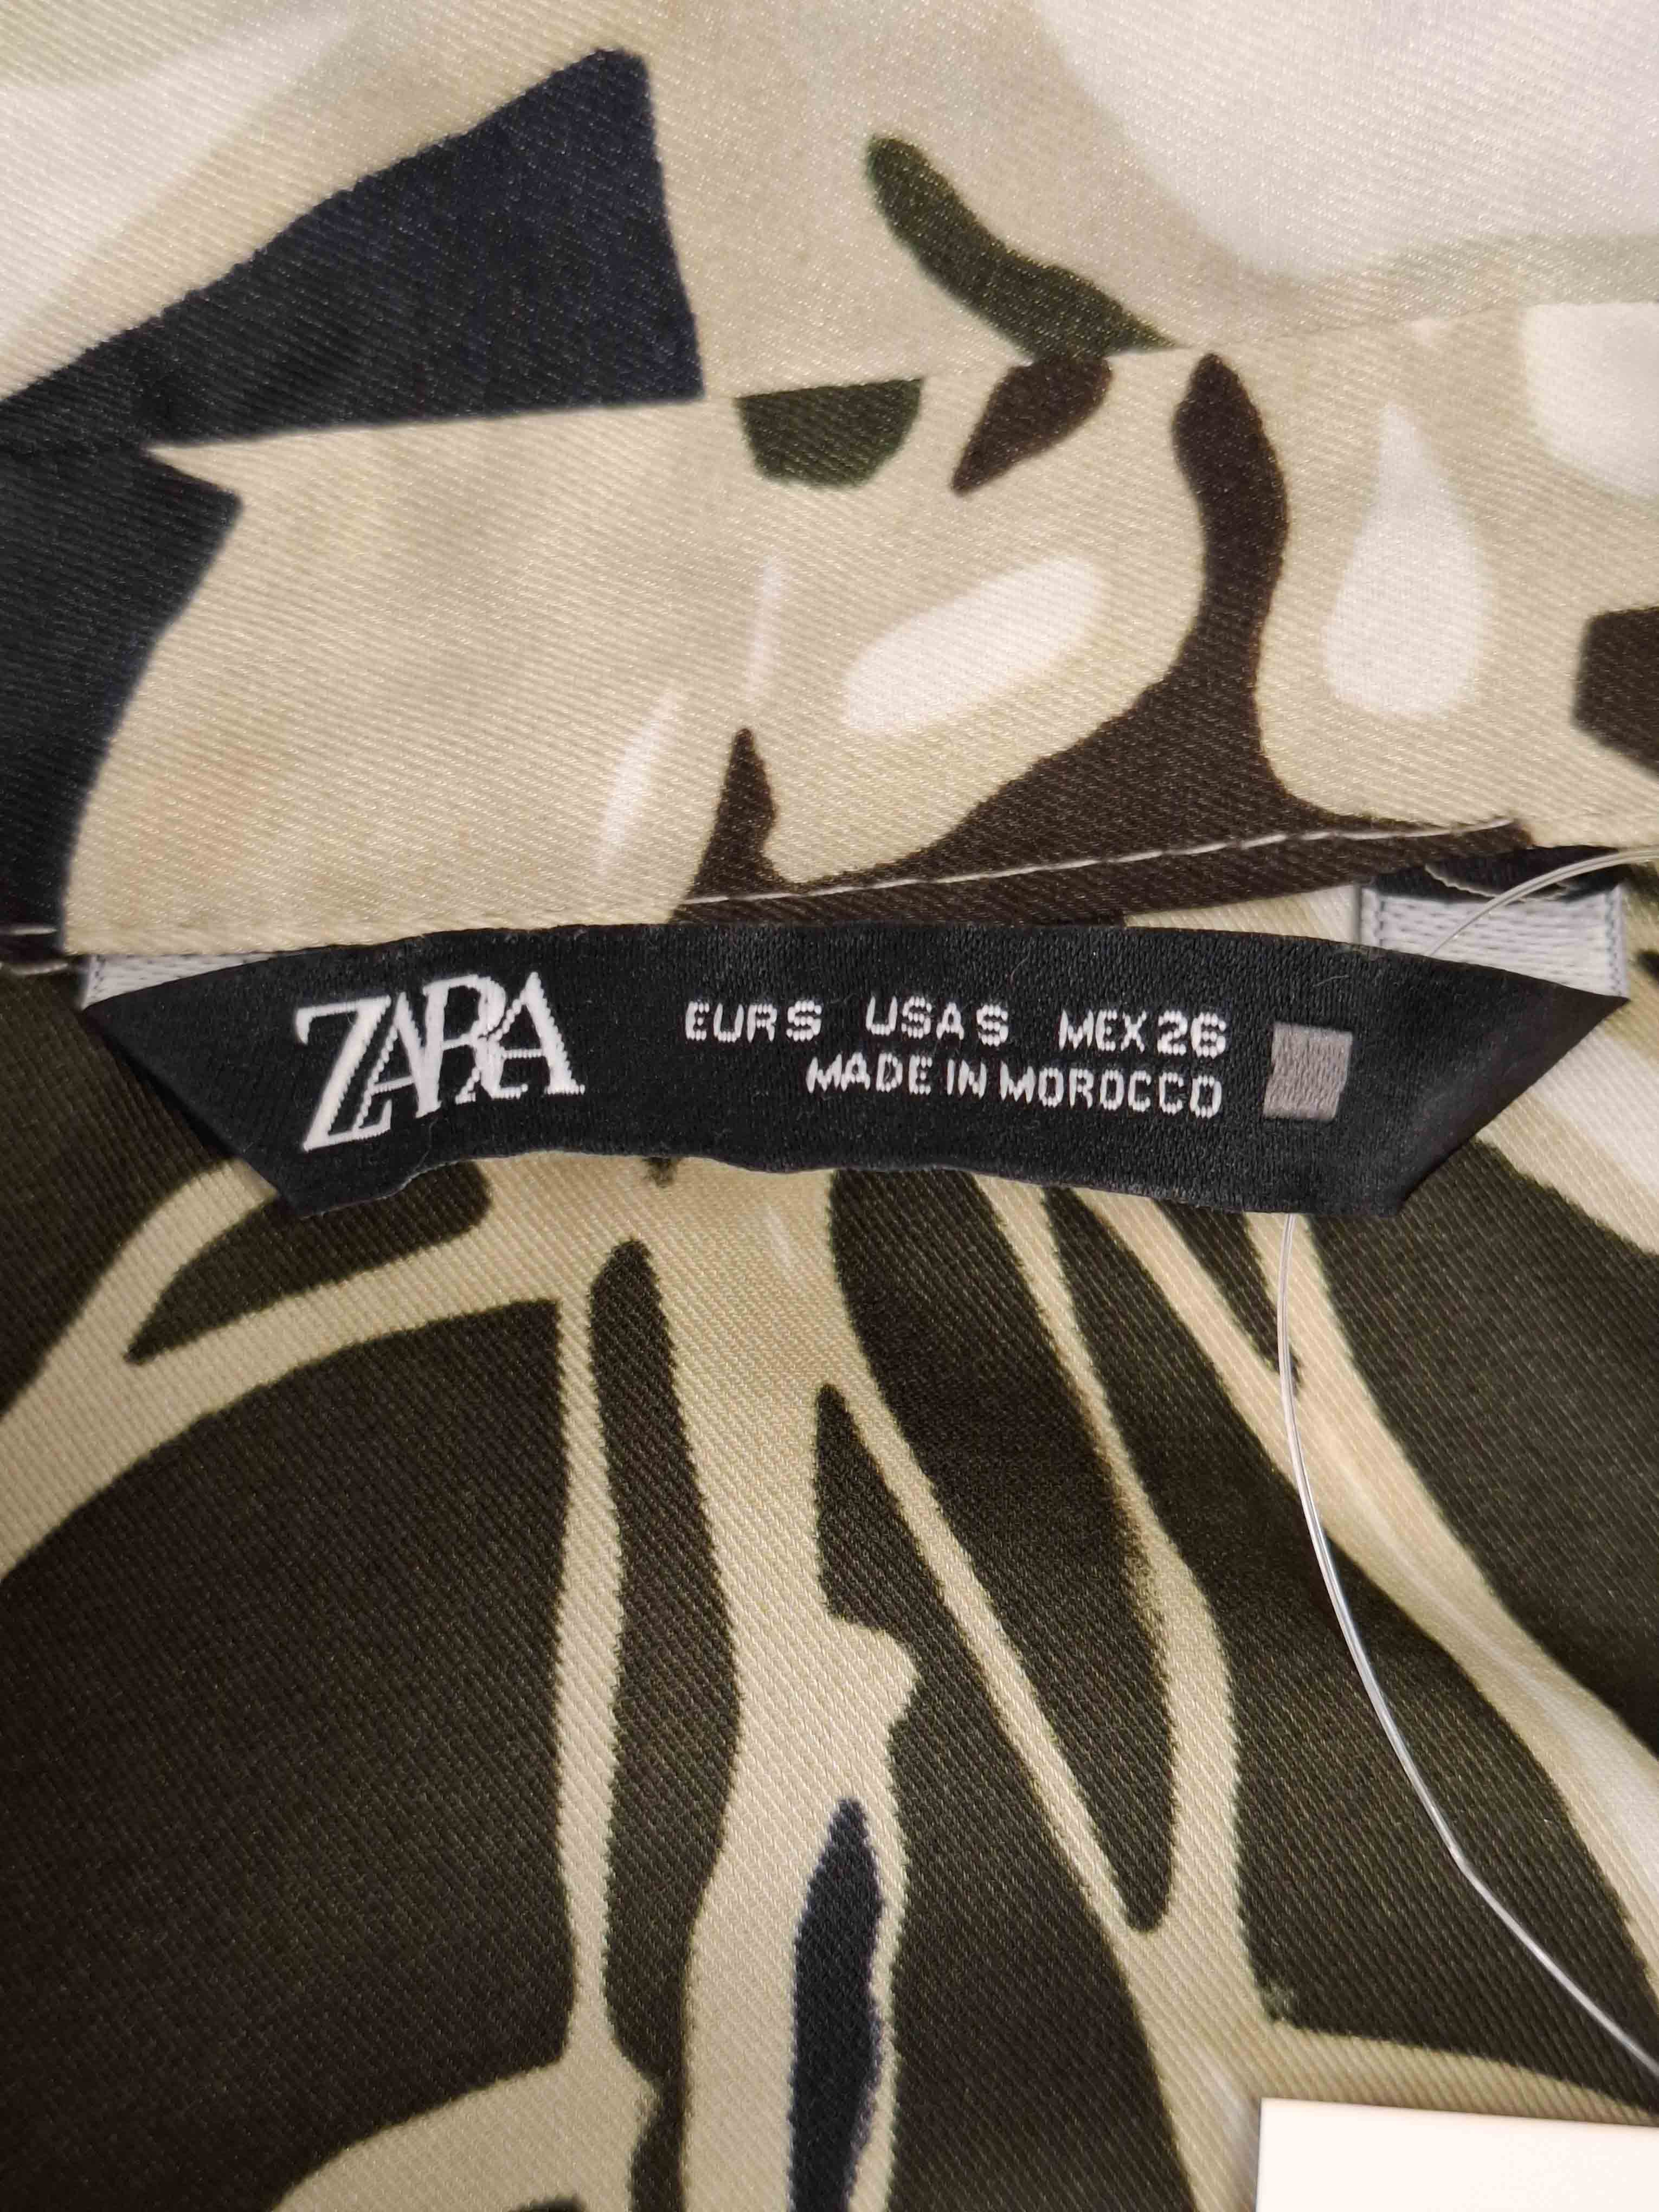 ZARA
EUR S USA S MEX 26
MADE IN MOROCCO